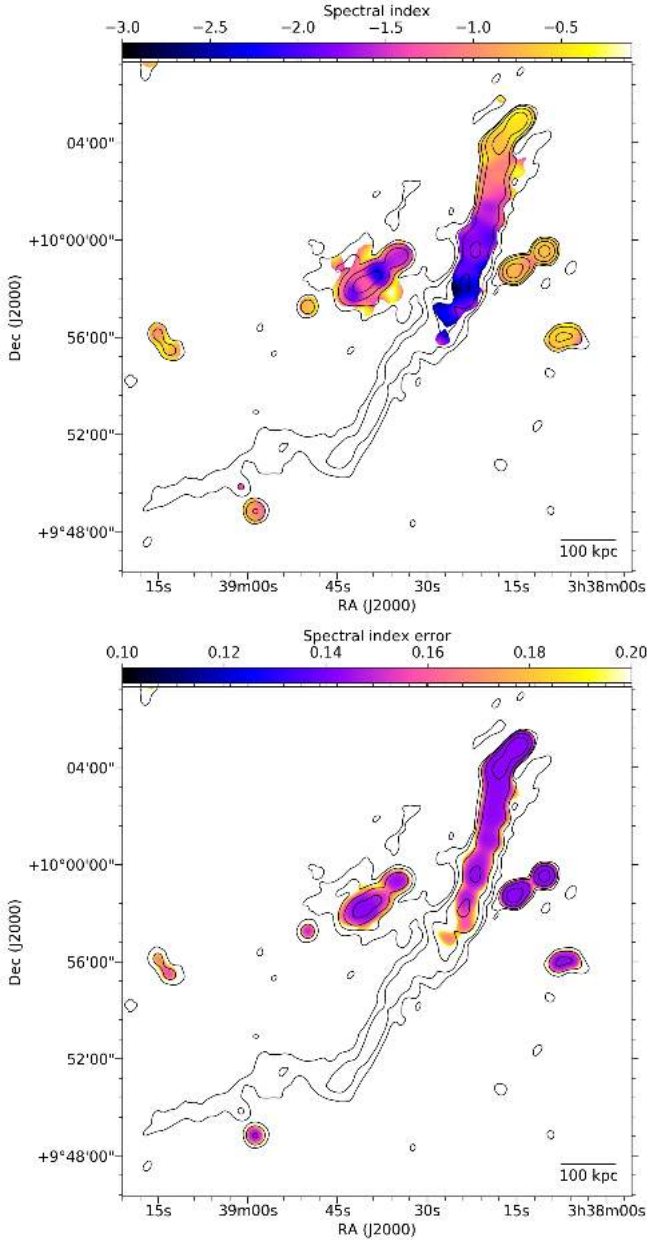 Spectral index
−3.0 −2.5 −2.0 −1.5 −1.0 −0.5
04'00"
+10°00'00"
56'00"
52'00"
+9°48'00"
Dec (J2000)
100 kpc
15s 39m00s 45s 30s 15s 3h38m00s
RA (J2000)
Spectral index error
0.10 0.12 0.14 0.16 0.18 0.20
04'00"
+10°00'00"
56'00"
52'00"
+9°48'00"
Dec (J2000)
100 kpc
15s 39m00s 45s 30s 15s 3h38m00s
RA (J2000)